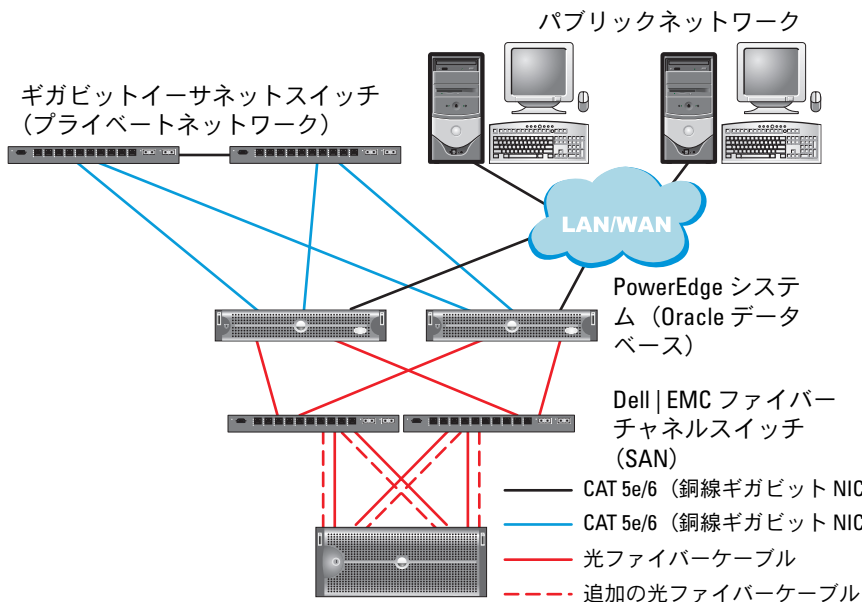 パブリックネットワーク
ギガビットイーサネットスイッチ
（プライベートネットワーク）
LAN/WAN
PowerEdge システ
ム（Oracle データ
ベース）
Dell | EMC ファイバー
チャネルスイッチ
（SAN）
CAT 5e/6（銅線ギガビット NIC
CAT 5e/6（銅線ギガビット NIC
光ファイバーケーブル
追加の光ファイバーケーブル